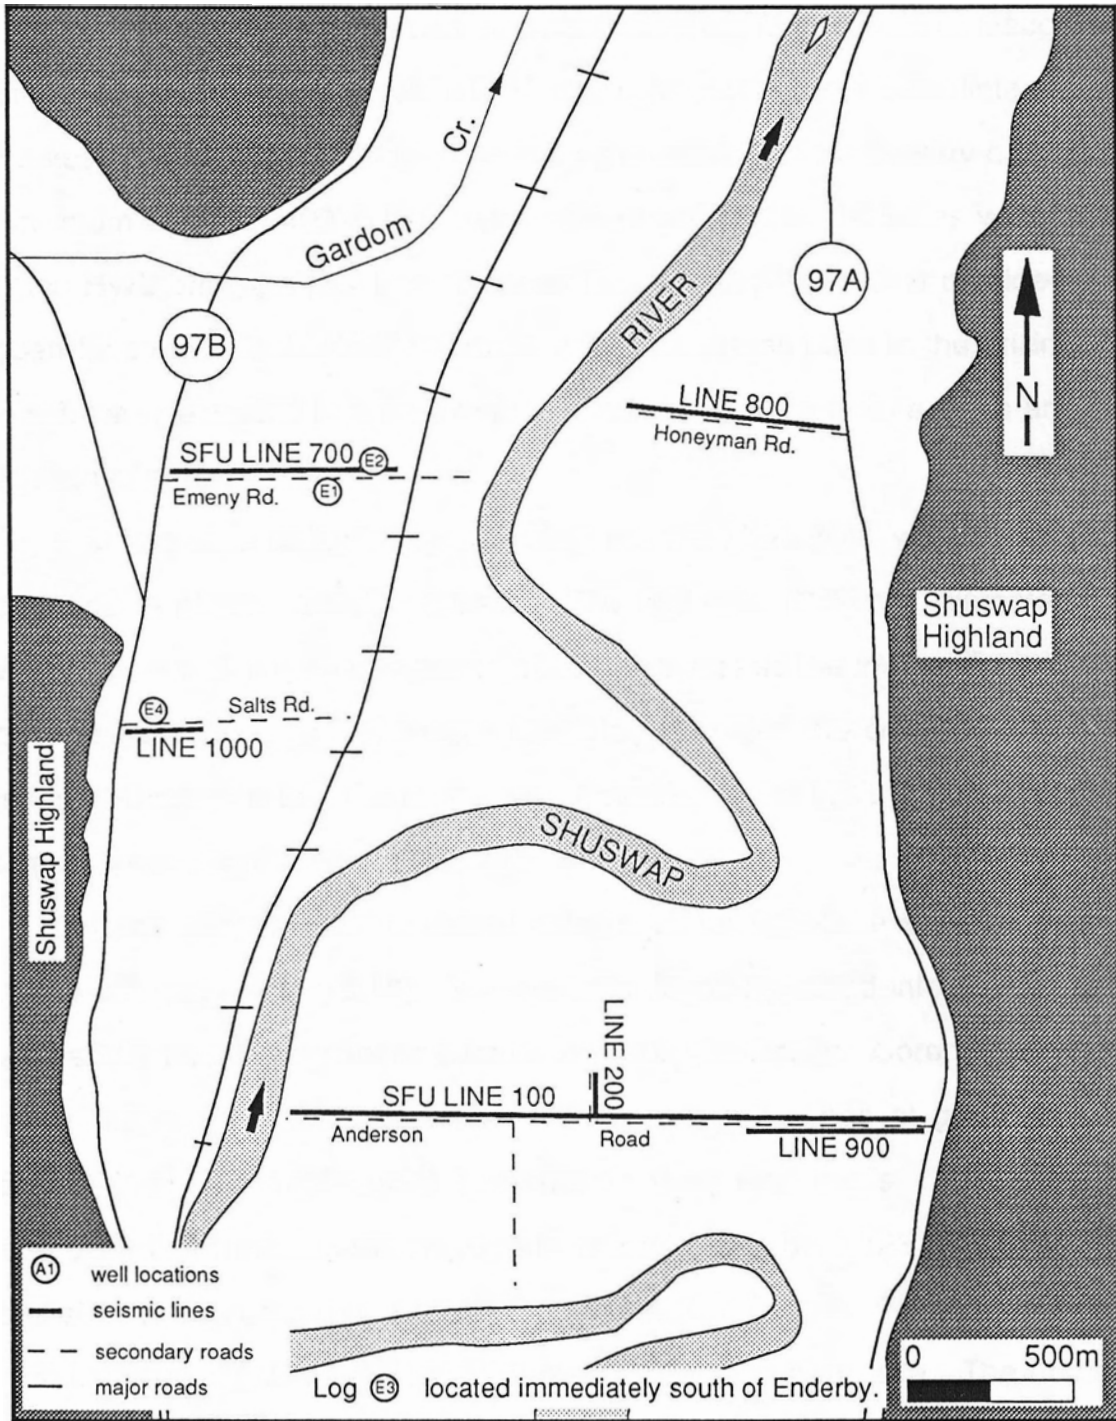 Cr.
Gardom
97B
97A
RIVER
N
LINE 800
Honeyman Rd.
SFU LINE 700
E2
E1
Emeny Rd.
Shuswap
Highland
E4
Salts Rd.
LINE 1000
Shuswap Highland
SHUSWAP
LINE 200
SFU LINE 100
Anderson
Road
LINE 900
A1 well locations
seismic lines
secondary roads
major roads
0 500m
Log E3 located immediately south of Enderby.